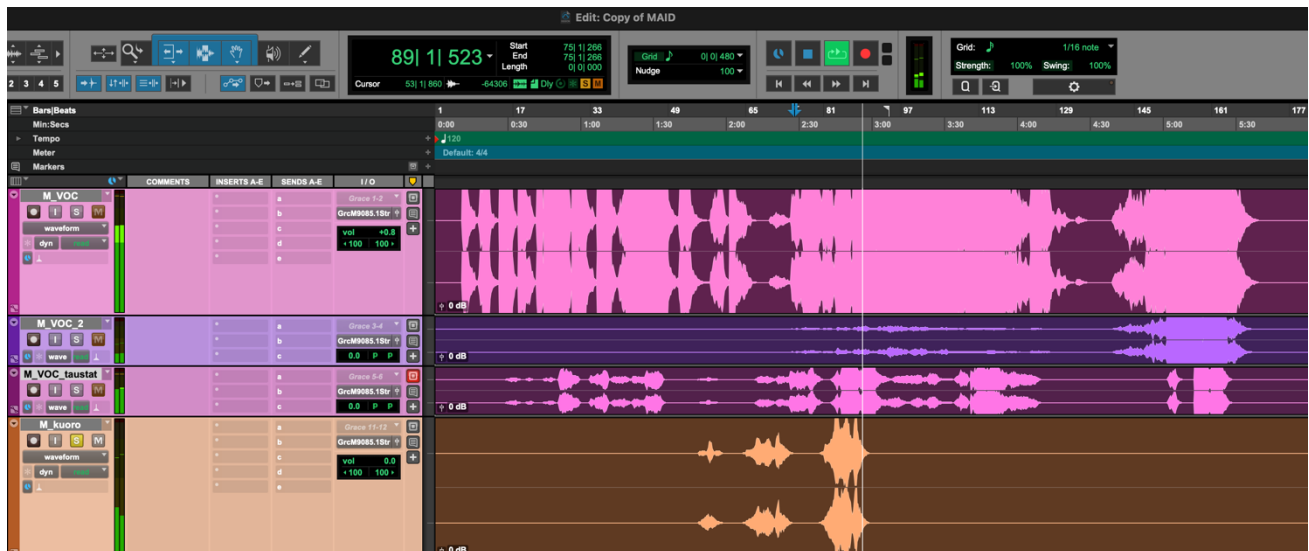 Edit: Copy of MAID
89| 1| 523
Start 75| 1| 266
End 75| 1| 266
Length 0| 0| 000
Cursor 53| 1| 860 -64306 Dly S M
Grid 0| 0| 480
Nudge 100
Grid: 1/16 note
Strength: 100% Swing: 100%
Q
2 3 4 5
Bars|Beats 1 17 33 49 65 81 97 113 129 145 161 177
Min:Secs 0:00 0:30 1:00 1:30 2:00 2:30 3:00 3:30 4:00 4:30 5:00 5:30
Tempo 120
Meter Default: 4/4
Markers
COMMENTS INSERTS A-E SENDS A-E I / O
M_VOC a Grace 1-2
I S M b GrcM9085.1Str
waveform c vol +0.8
dyn read d 100 100
e
0 dB
M_VOC_2 a Grace 3-4
I S M b GrcM9085.1Str
wave read c 0.0 P P
0 dB
M_VOC_taustat a Grace 5-6
I S M b GrcM9085.1Str
wave read c 0.0 P P
0 dB
M_kuoro a Grace 11-12
I S M b GrcM9085.1Str
waveform c vol 0.0
dyn read d 100 100
e
0 dB